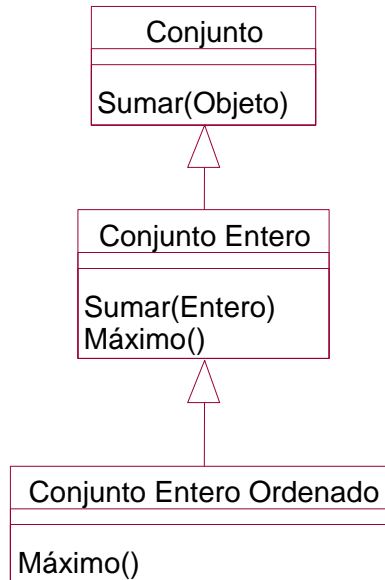 Conjunto
Sumar(Objeto)
Conjunto Entero
Sumar(Entero)
Máximo()
Conjunto Entero Ordenado
Máximo()